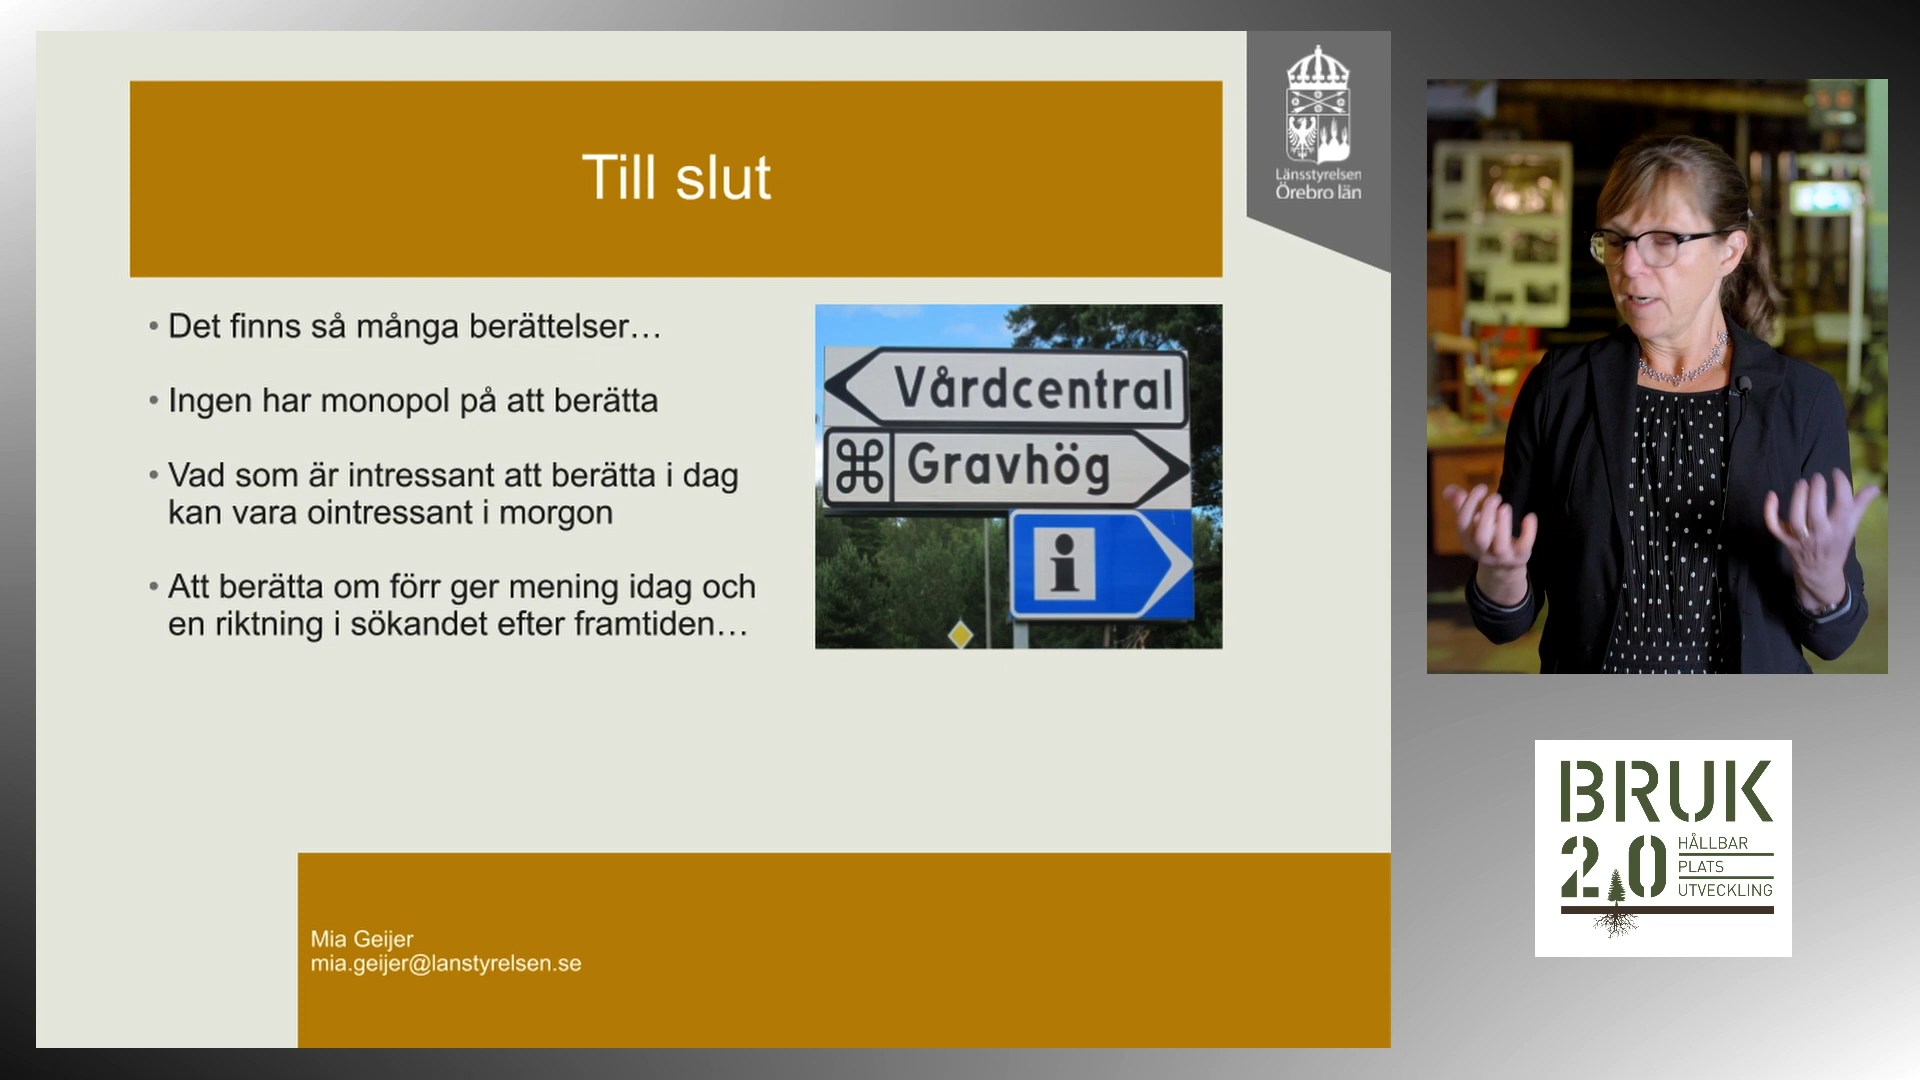 Till slut
Länsstyrelsen
Örebro län
• Det finns så många berättelser…
• Ingen har monopol på att berätta
• Vad som är intressant att berätta i dag
kan vara ointressant i morgon
• Att berätta om förr ger mening idag och
en riktning i sökandet efter framtiden…
Vårdcentral
⌘ Gravhög
i
Mia Geijer
mia.geijer@lanstyrelsen.se
BRUK
2.0
HÅLLBAR
PLATS
UTVECKLING